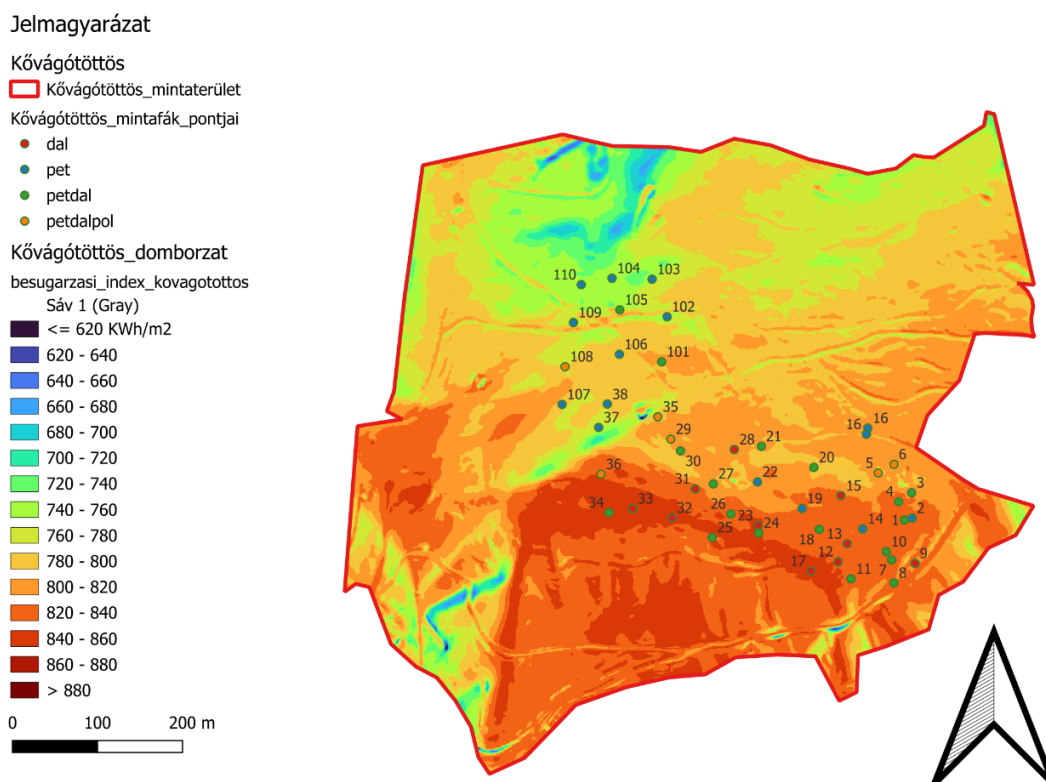 Jelmagyarázat
Kővágótöttös
Kővágótöttös_mintaterület
Kővágótöttös_mintafák_pontjai
dal
pet
petdal
petdalpol
Kővágótöttös_domborzat
besugarzasi_index_kovagotottos
Sáv 1 (Gray)
<= 620 KWh/m2
620 - 640
640 - 660
660 - 680
680 - 700
700 - 720
720 - 740
740 - 760
760 - 780
780 - 800
800 - 820
820 - 840
840 - 860
860 - 880
> 880
0 100 200 m
110 104 103
105
109 102
106
108 101
107 38
37 35
16 16
29
28 21
30
20 5 6
36
27 22
31
15 3
4
34 33
32 26 19
23
24
14 1 2
25
18 13
10
12
17
9
11 7
8